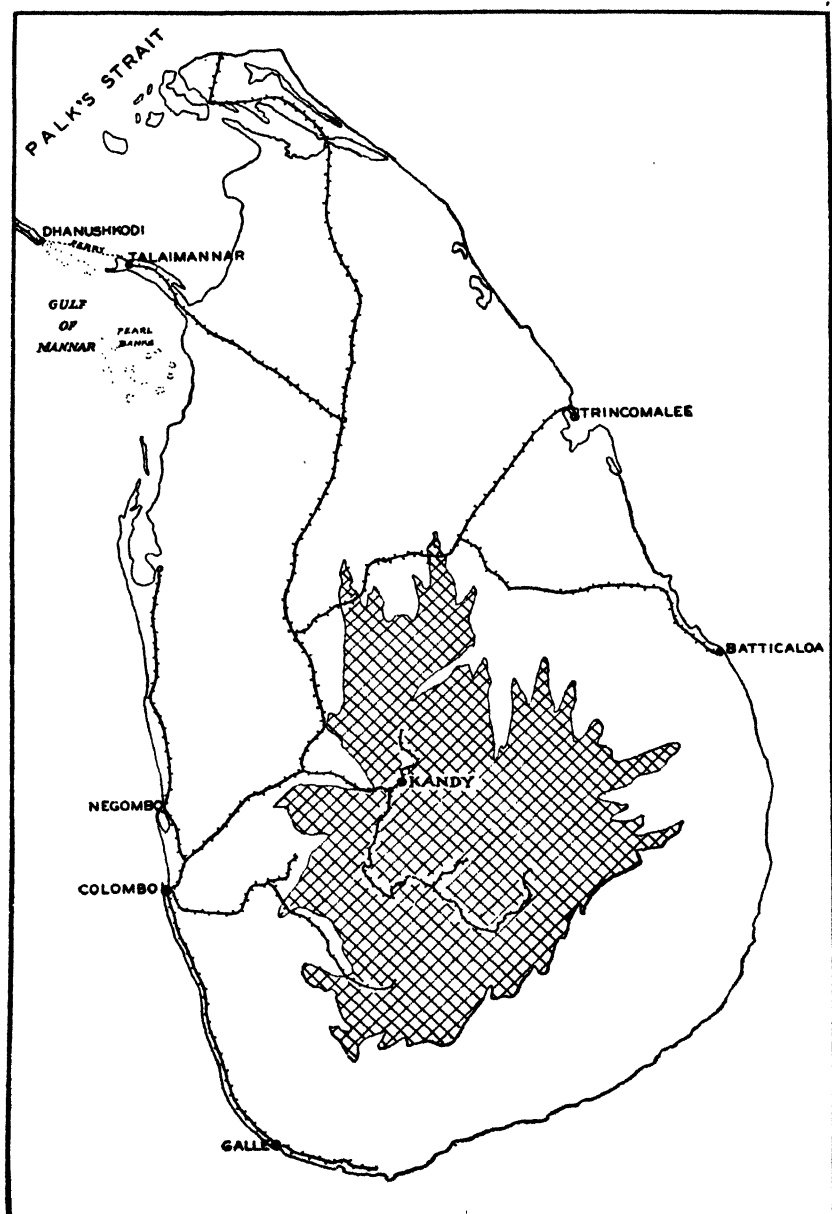 PALK'S STRAIT
DHANUSHKODI
FERRY
TALAIMANNAR
GULF
OF
MANNAR
PEARL
BANKS
TRINCOMALEE
BATTICALOA
KANDY
NEGOMBO
COLOMBO
GALLE